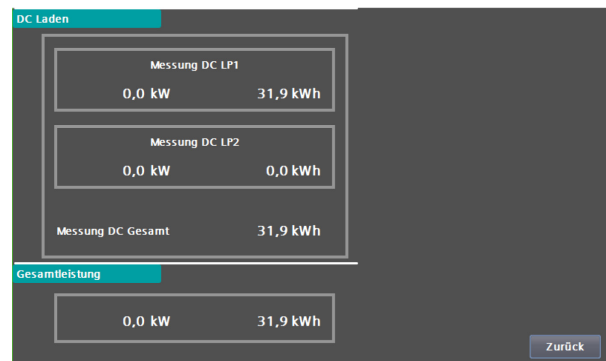 DC Laden
Messung DC LP1
0,0 kW 31,9 kWh
Messung DC LP2
0,0 kW 0,0 kWh
Messung DC Gesamt 31,9 kWh
Gesamtleistung
0,0 kW 31,9 kWh
Zurück